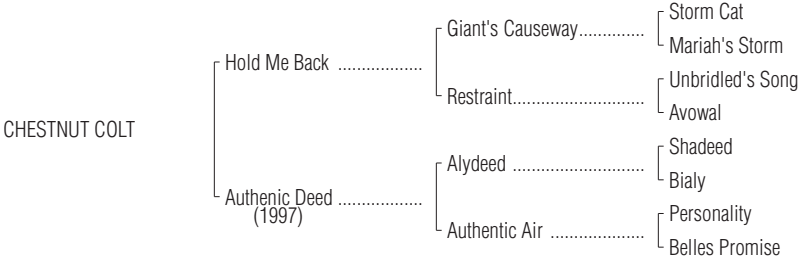 Storm Cat
Giant's Causeway..............
Mariah's Storm
Hold Me Back ..................
Unbridled's Song
Restraint............................
Avowal
CHESTNUT COLT
Shadeed
Alydeed ............................
Bialy
Authenic Deed ..................
(1997)
Personality
Authentic Air ....................
Belles Promise